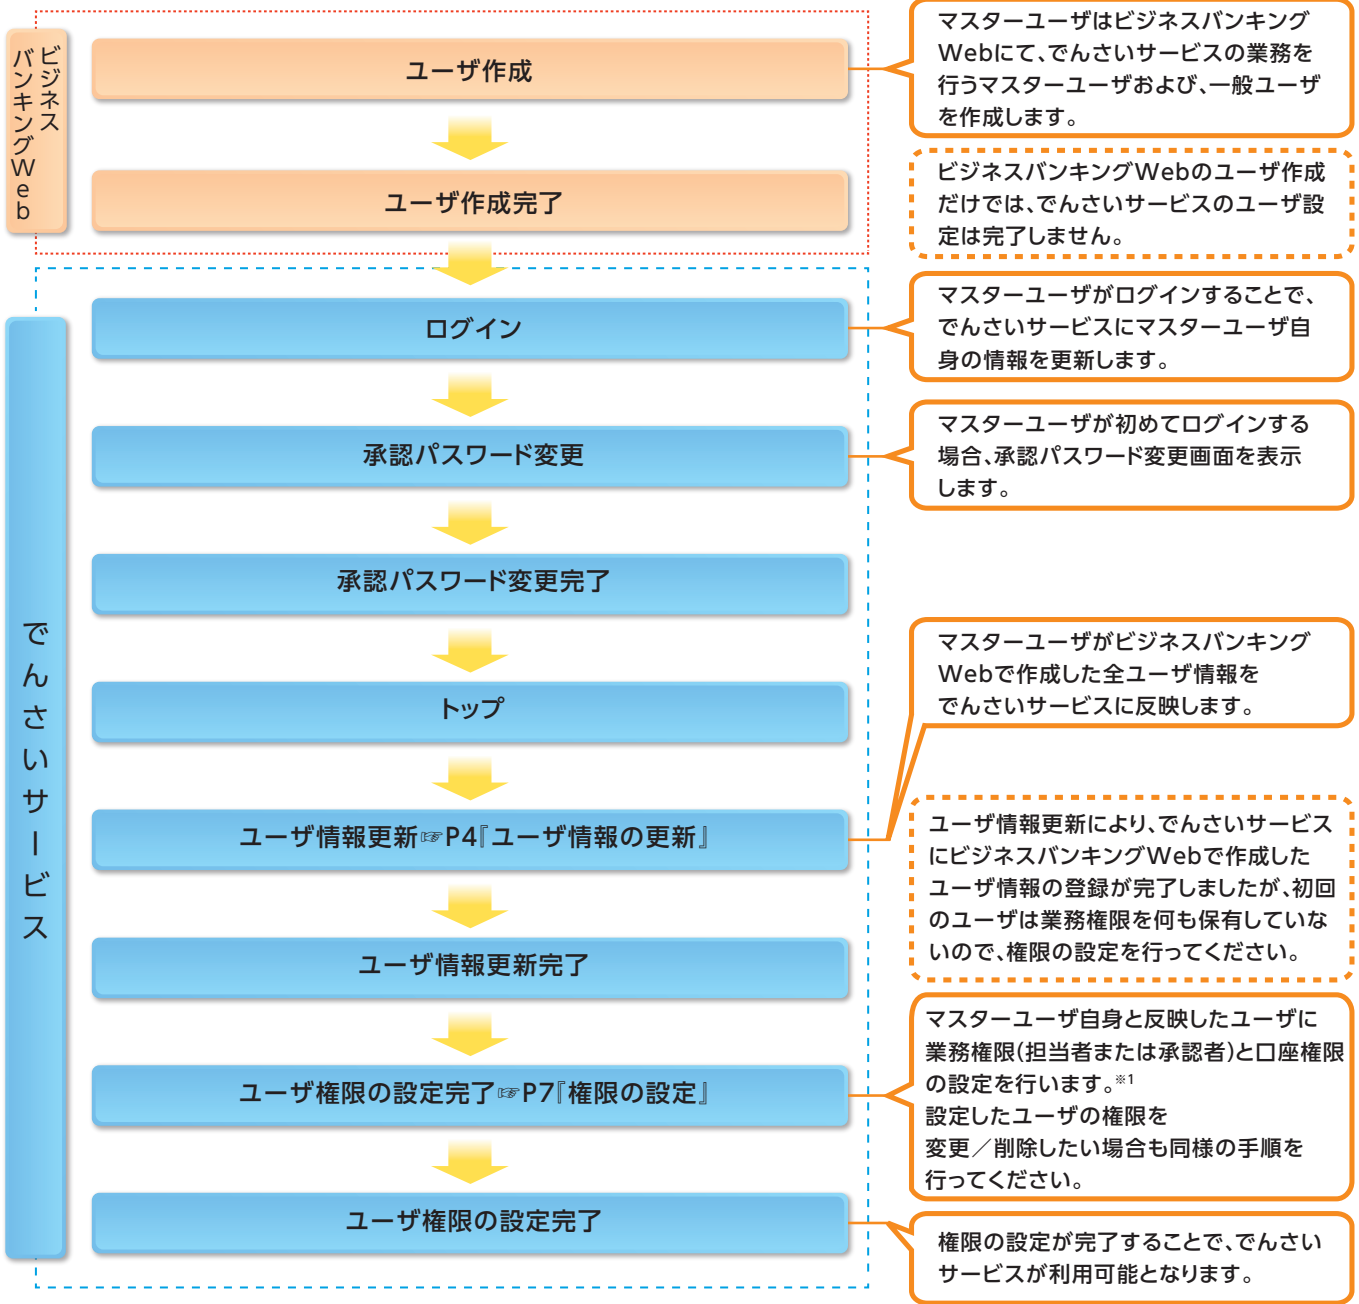 ビジネス
バンキングWeb
ユーザ作成
マスターユーザはビジネスバンキング
Webにて、でんさいサービスの業務を
行うマスターユーザおよび、一般ユーザ
を作成します。
ユーザ作成完了
ビジネスバンキングWebのユーザ作成
だけでは、でんさいサービスのユーザ設
定は完了しません。
でんさいサービス
ログイン
マスターユーザがログインすることで、
でんさいサービスにマスターユーザ自
身の情報を更新します。
承認パスワード変更
マスターユーザが初めてログインする
場合、承認パスワード変更画面を表示
します。
承認パスワード変更完了
トップ
マスターユーザがビジネスバンキング
Webで作成した全ユーザ情報を
でんさいサービスに反映します。
ユーザ情報更新☞P4『ユーザ情報の更新』
ユーザ情報更新により、でんさいサービス
にビジネスバンキングWebで作成した
ユーザ情報の登録が完了しましたが、初回
のユーザは業務権限を何も保有していな
いので、権限の設定を行ってください。
ユーザ情報更新完了
ユーザ権限の設定完了☞P7『権限の設定』
マスターユーザ自身と反映したユーザに
業務権限(担当者または承認者)と口座権限
の設定を行います。※1
設定したユーザの権限を
変更／削除したい場合も同様の手順を
行ってください。
ユーザ権限の設定完了
権限の設定が完了することで、でんさい
サービスが利用可能となります。